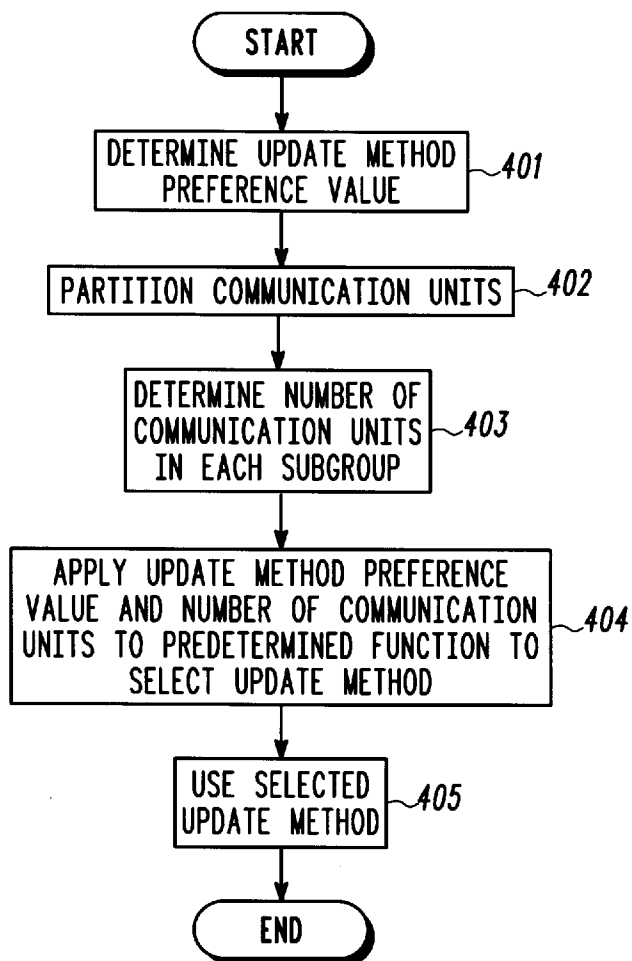 START
DETERMINE UPDATE METHOD
PREFERENCE VALUE
401
PARTITION COMMUNICATION UNITS
402
DETERMINE NUMBER OF
COMMUNICATION UNITS
IN EACH SUBGROUP
403
APPLY UPDATE METHOD PREFERENCE
VALUE AND NUMBER OF COMMUNICATION
UNITS TO PREDETERMINED FUNCTION TO
SELECT UPDATE METHOD
404
USE SELECTED
UPDATE METHOD
405
END